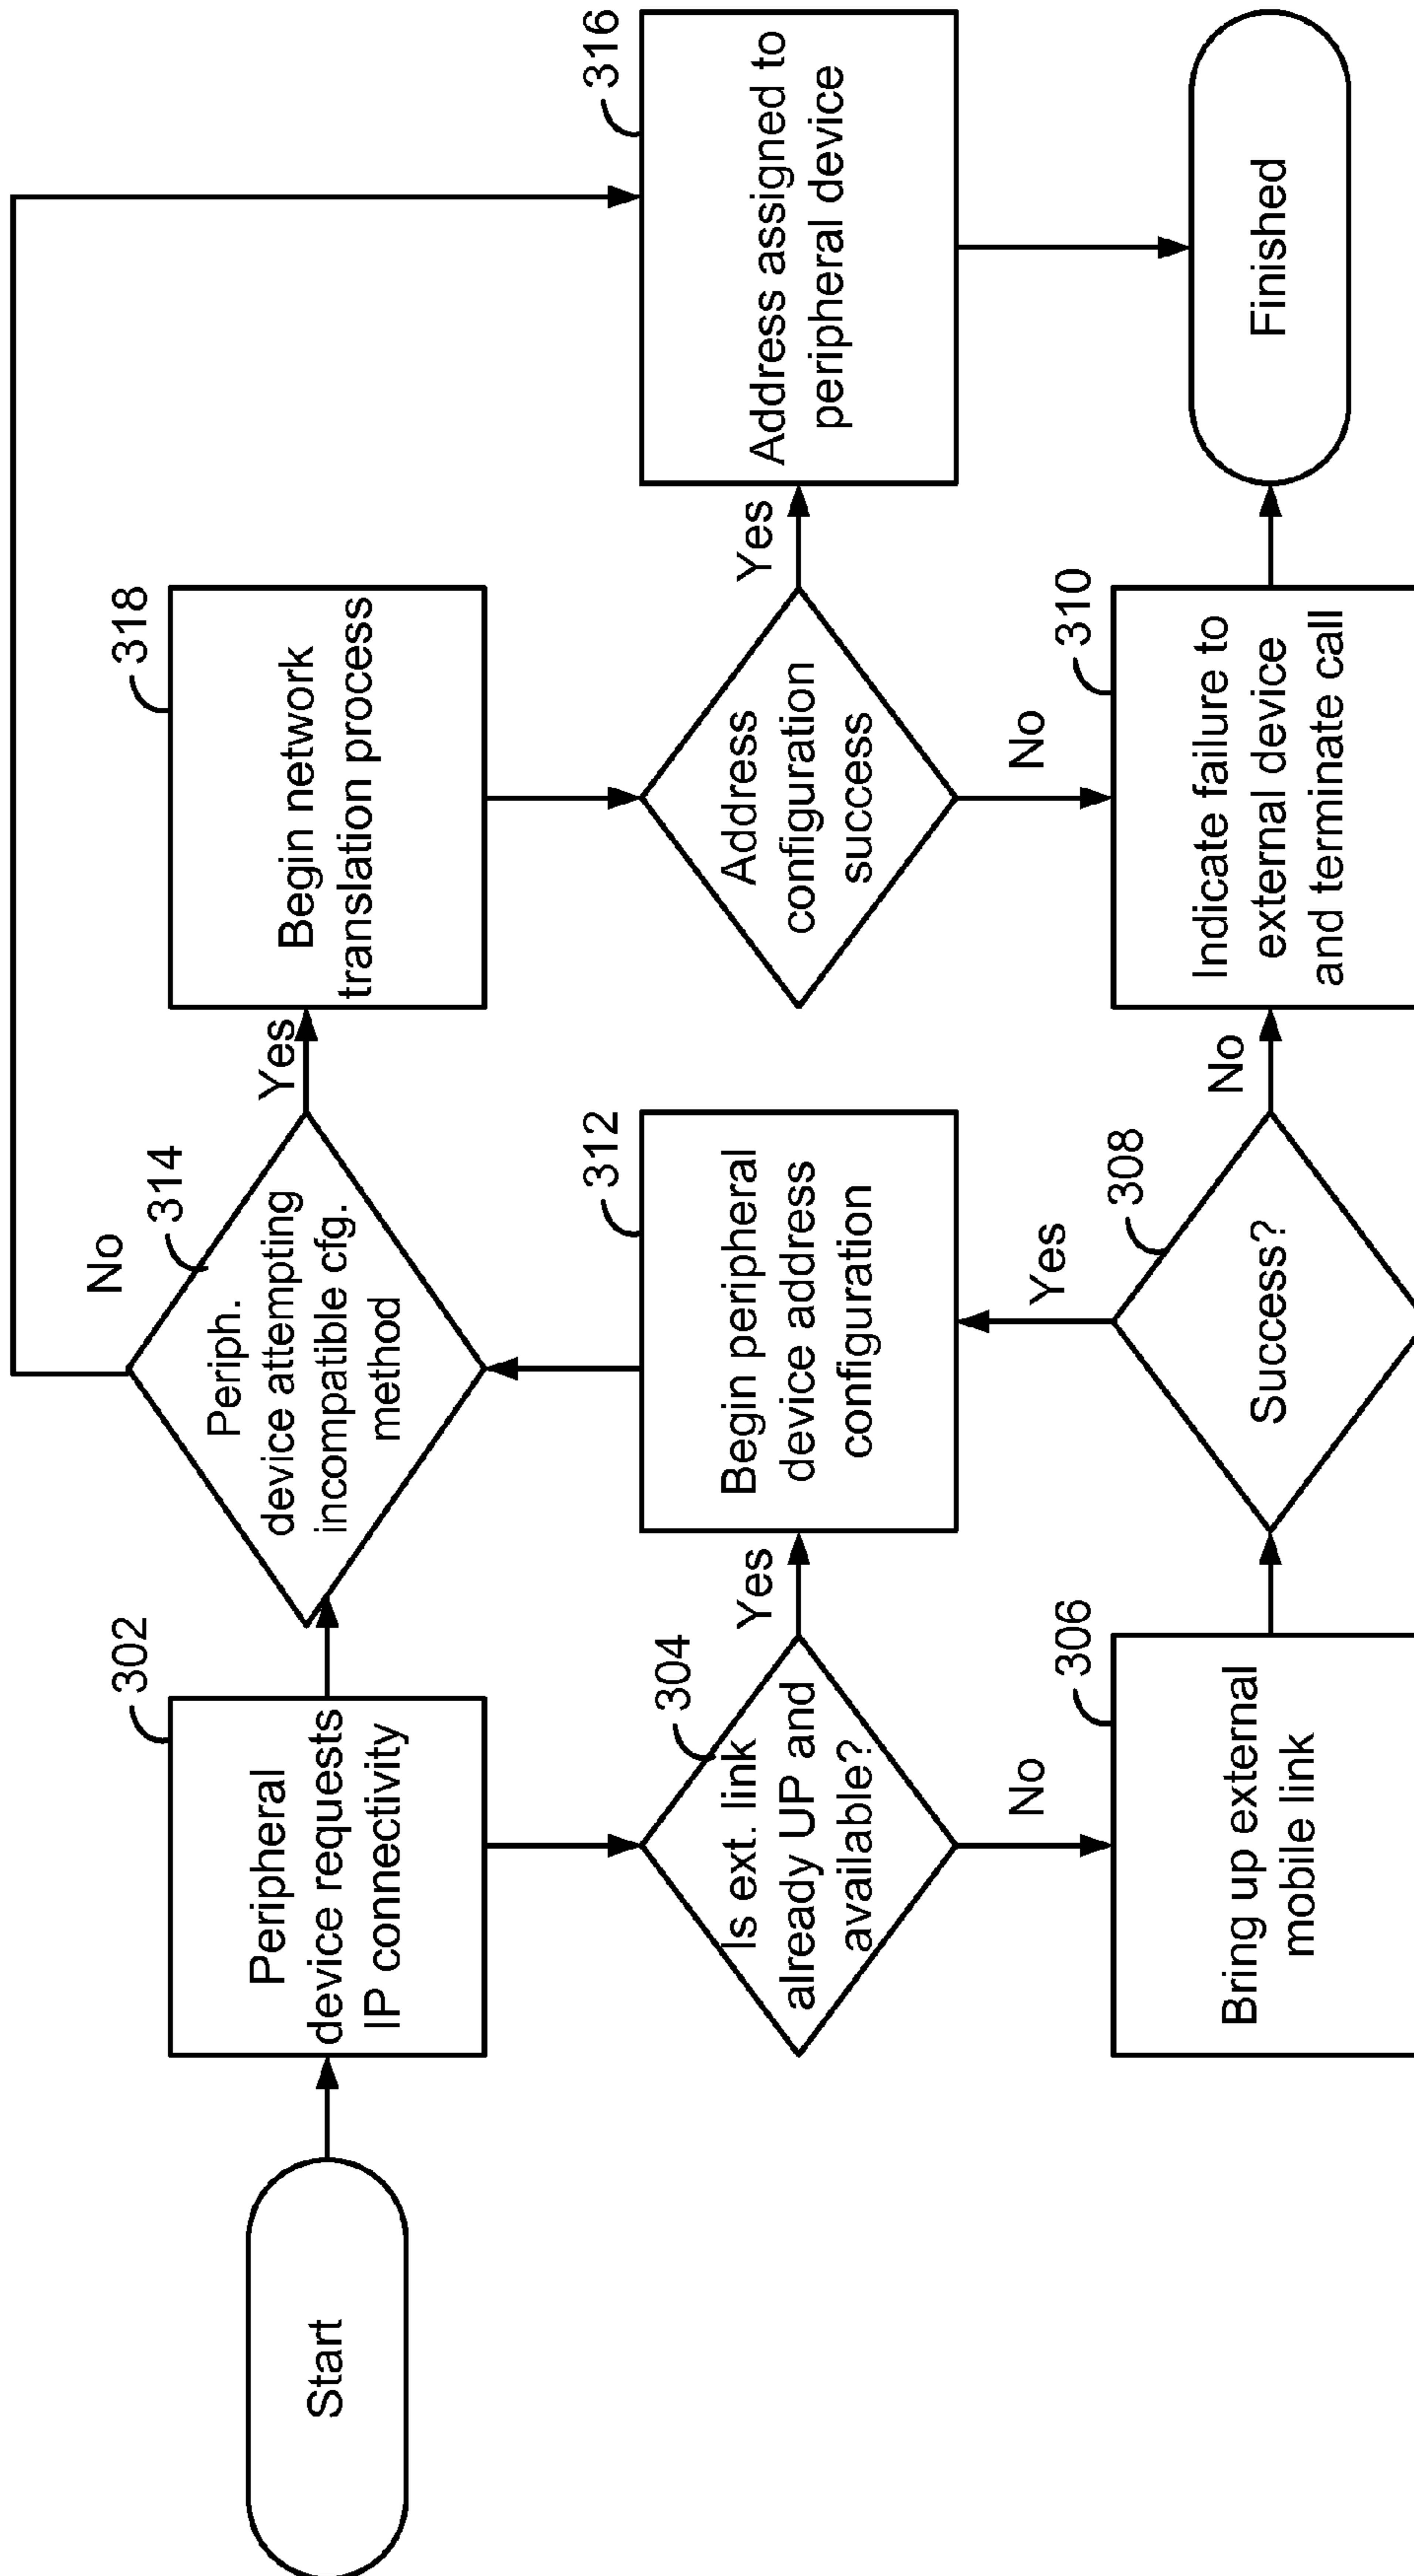 Start
302
Peripheral
device requests
IP connectivity
314
Periph.
device attempting
incompatible cfg.
method
No
Yes
318
Begin network
translation process
304
Is ext. link
already UP and
available?
Yes
No
312
Begin peripheral
device address
configuration
Address
configuration
success
Yes
No
316
Address assigned to
peripheral device
306
Bring up external
mobile link
308
Success?
Yes
No
310
Indicate failure to
external device
and terminate call
Finished